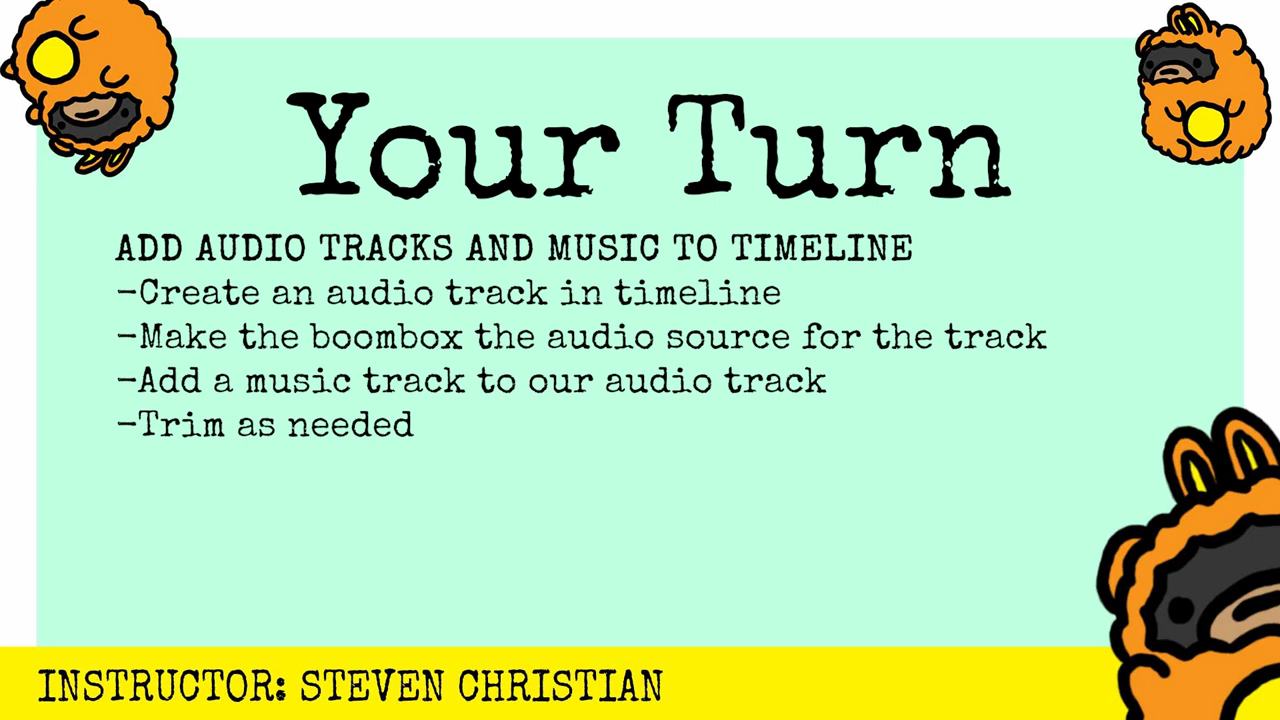 Your Turn
ADD AUDIO TRACKS AND MUSIC TO TIMELINE
-Create an audio track in timeline
-Make the boombox the audio source for the track
-Add a music track to our audio track
-Trim as needed
INSTRUCTOR: STEVEN CHRISTIAN